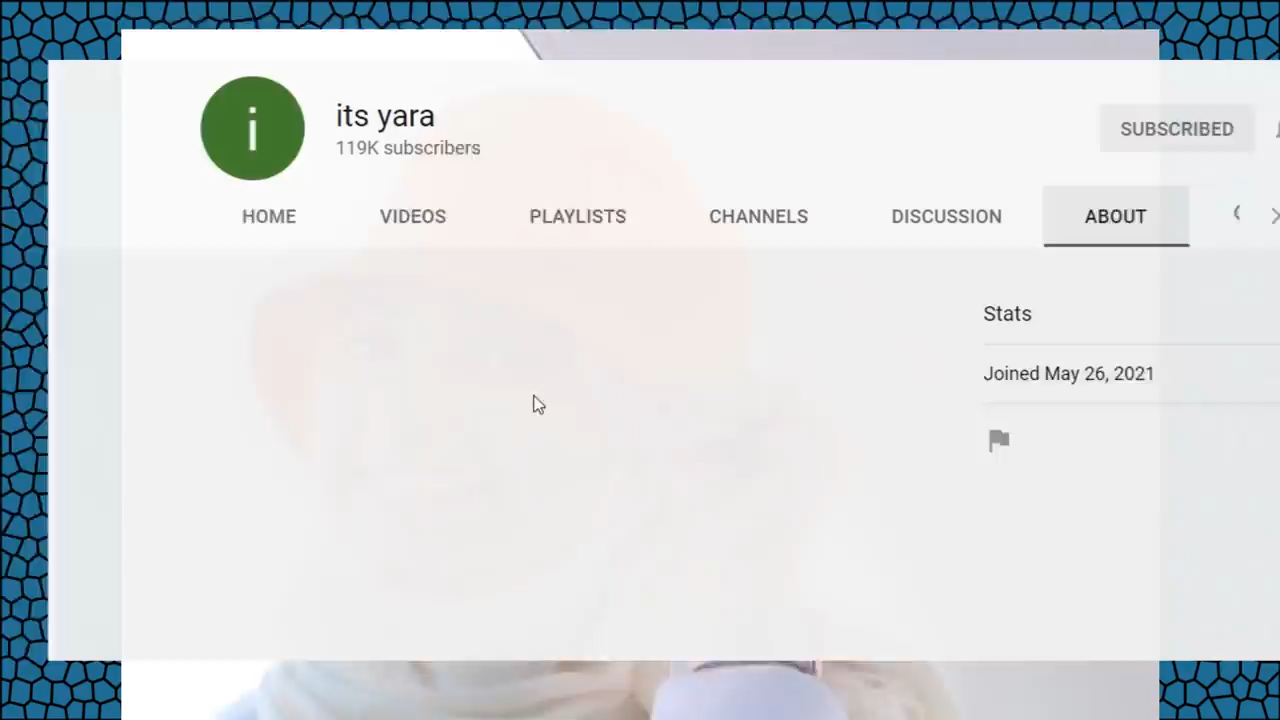 i
its yara
119K subscribers
SUBSCRIBED
HOME VIDEOS PLAYLISTS CHANNELS DISCUSSION ABOUT
Stats
Joined May 26, 2021